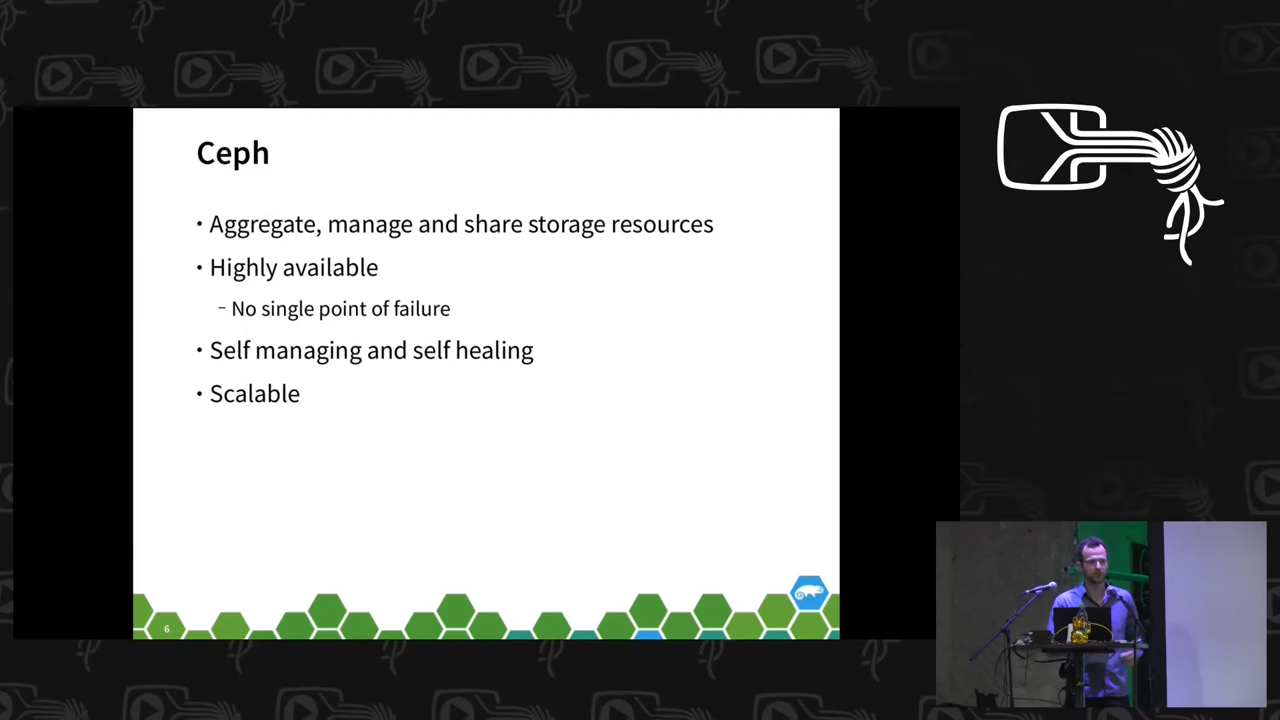 Ceph
• Aggregate, manage and share storage resources
• Highly available
– No single point of failure
• Self managing and self healing
• Scalable
6